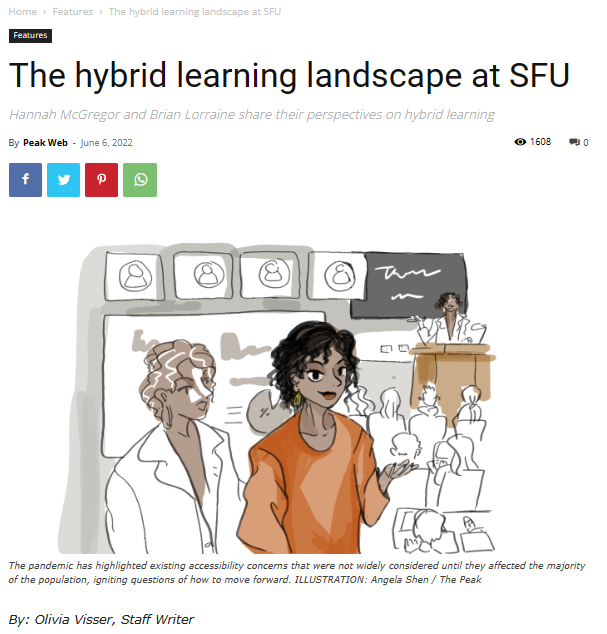 Home › Features › The hybrid learning landscape at SFU
Features
The hybrid learning landscape at SFU
Hannah McGregor and Brian Lorraine share their perspectives on hybrid learning
By Peak Web - June 6, 2022 1608 0
The pandemic has highlighted existing accessibility concerns that were not widely considered until they affected the majority
of the population, igniting questions of how to move forward. ILLUSTRATION: Angela Shen / The Peak
By: Olivia Visser, Staff Writer